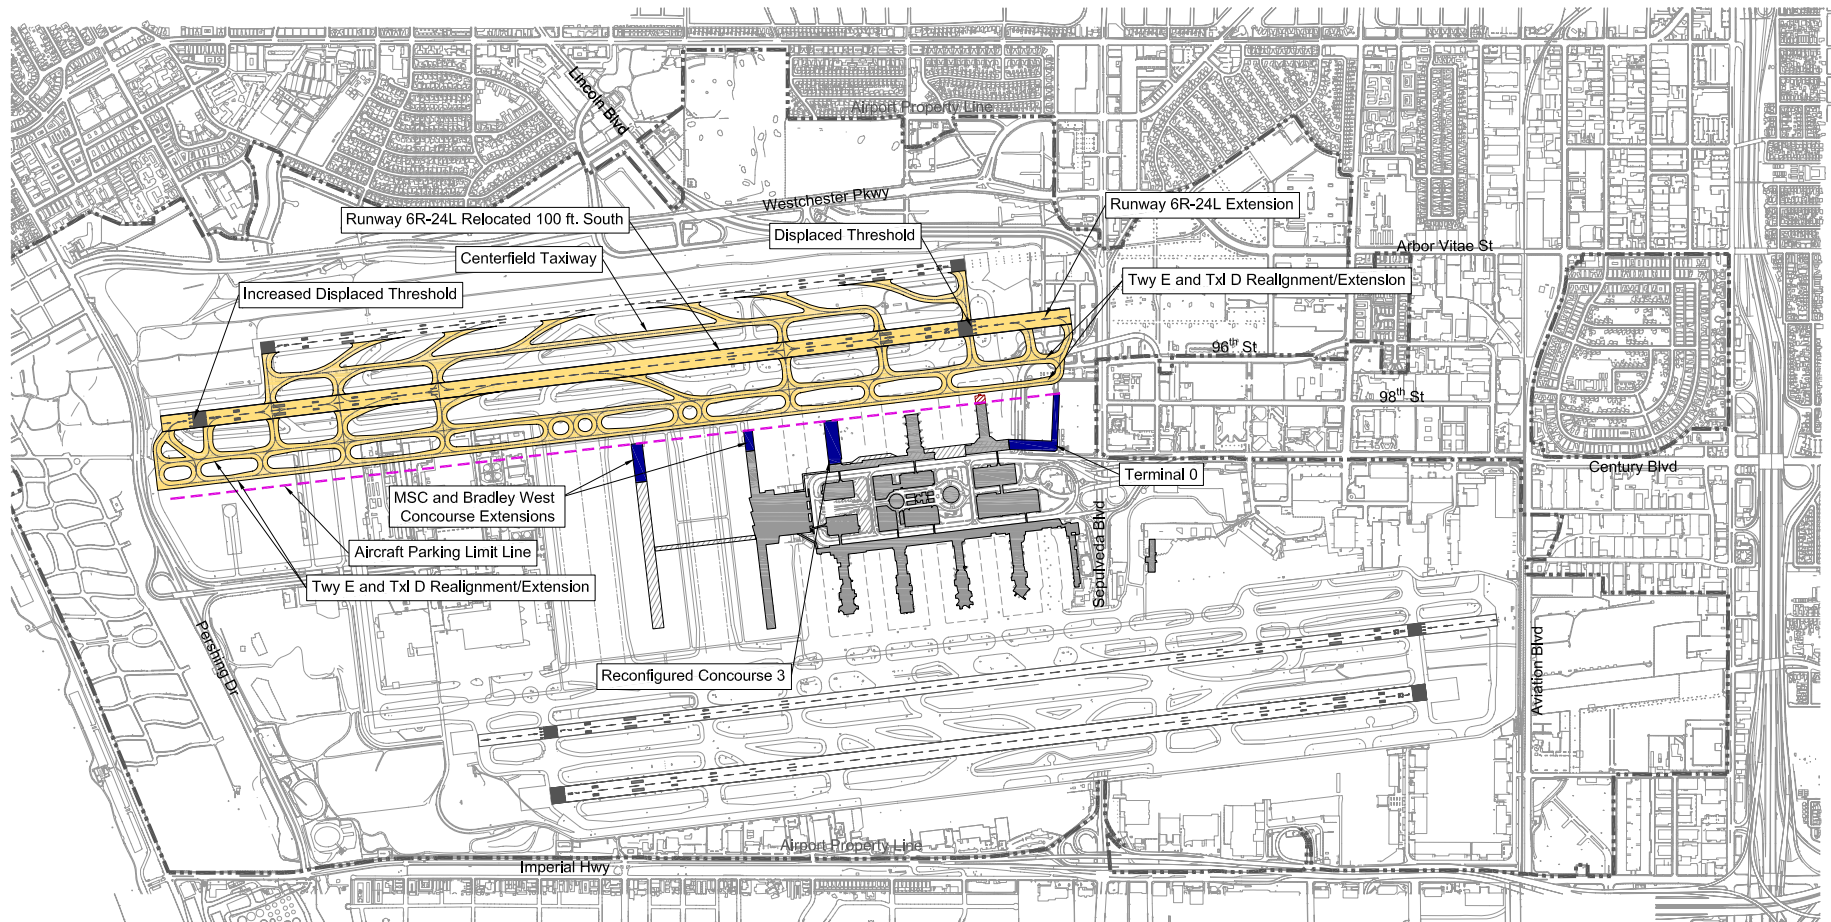 Lincoln Blvd
Airport Property Line
Westchester Pkwy
Runway 6R-24L Relocated 100 ft. South
Runway 6R-24L Extension
Displaced Threshold
Arbor Vitae St
Centerfield Taxiway
Twy E and Txl D Realignment/Extension
Increased Displaced Threshold
96th St
98th St
Century Blvd
Terminal 0
MSC and Bradley West
Concourse Extensions
Sepulveda Blvd
Aircraft Parking Limit Line
Twy E and Txl D Realignment/Extension
Pershing Dr
Reconfigured Concourse 3
Aviation Blvd
Airport Property Line
Imperial Hwy